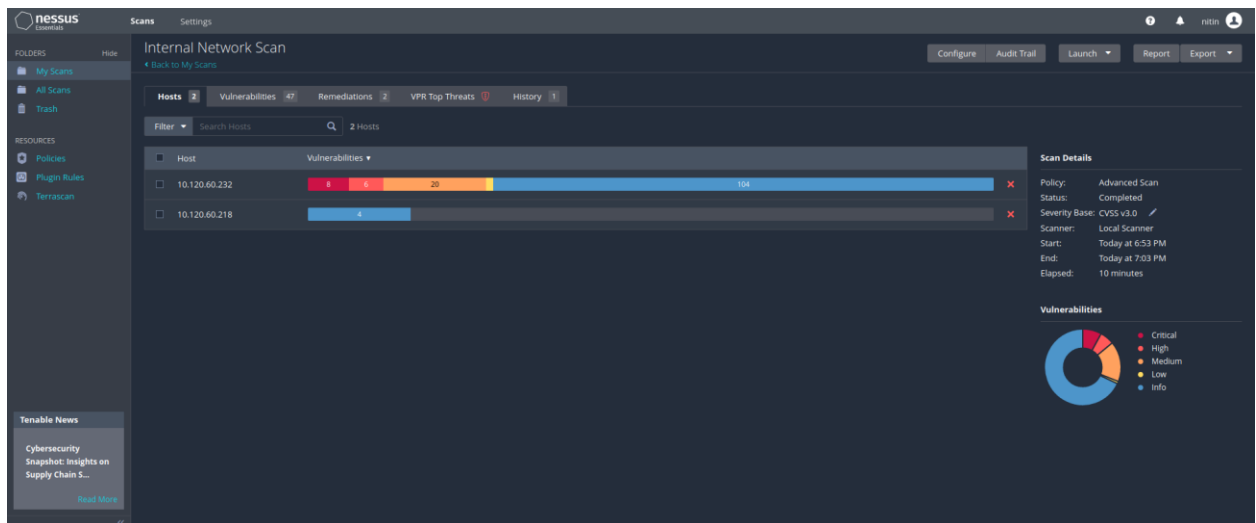 nessus
Essentials
Scans Settings
nitin
FOLDERS Hide
My Scans
All Scans
Trash
RESOURCES
Policies
Plugin Rules
Terrascan
Tenable News
Cybersecurity
Snapshot: Insights on
Supply Chain S...
Read More
Internal Network Scan
Back to My Scans
Configure Audit Trail Launch Report Export
Hosts 2 Vulnerabilities 47 Remediations 2 VPR Top Threats History 1
Filter Search Hosts 2 Hosts
Host Vulnerabilities
10.120.60.232 8 6 20 104
10.120.60.218 4
Scan Details
Policy: Advanced Scan
Status: Completed
Severity Base: CVSS v3.0
Scanner: Local Scanner
Start: Today at 6:53 PM
End: Today at 7:03 PM
Elapsed: 10 minutes
Vulnerabilities
Critical
High
Medium
Low
Info